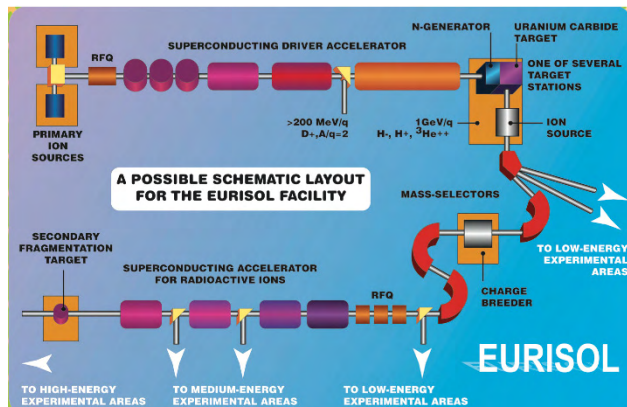 N-GENERATOR
URANIUM CARBIDE
TARGET
RFQ
SUPERCONDUCTING DRIVER ACCELERATOR
ONE OF SEVERAL
TARGET
STATIONS
PRIMARY
ION
SOURCES
>200 MeV/q
D+,A/q=2
1GeV/q
H-, H+, ³He++
ION
SOURCE
A POSSIBLE SCHEMATIC LAYOUT
FOR THE EURISOL FACILITY
MASS-SELECTORS
SECONDARY
FRAGMENTATION
TARGET
SUPERCONDUCTING ACCELERATOR
FOR RADIOACTIVE IONS
RFQ
CHARGE
BREEDER
TO LOW-ENERGY
EXPERIMENTAL
AREAS
EURISOL
TO HIGH-ENERGY
EXPERIMENTAL AREAS
TO MEDIUM-ENERGY
EXPERIMENTAL AREAS
TO LOW-ENERGY
EXPERIMENTAL AREAS